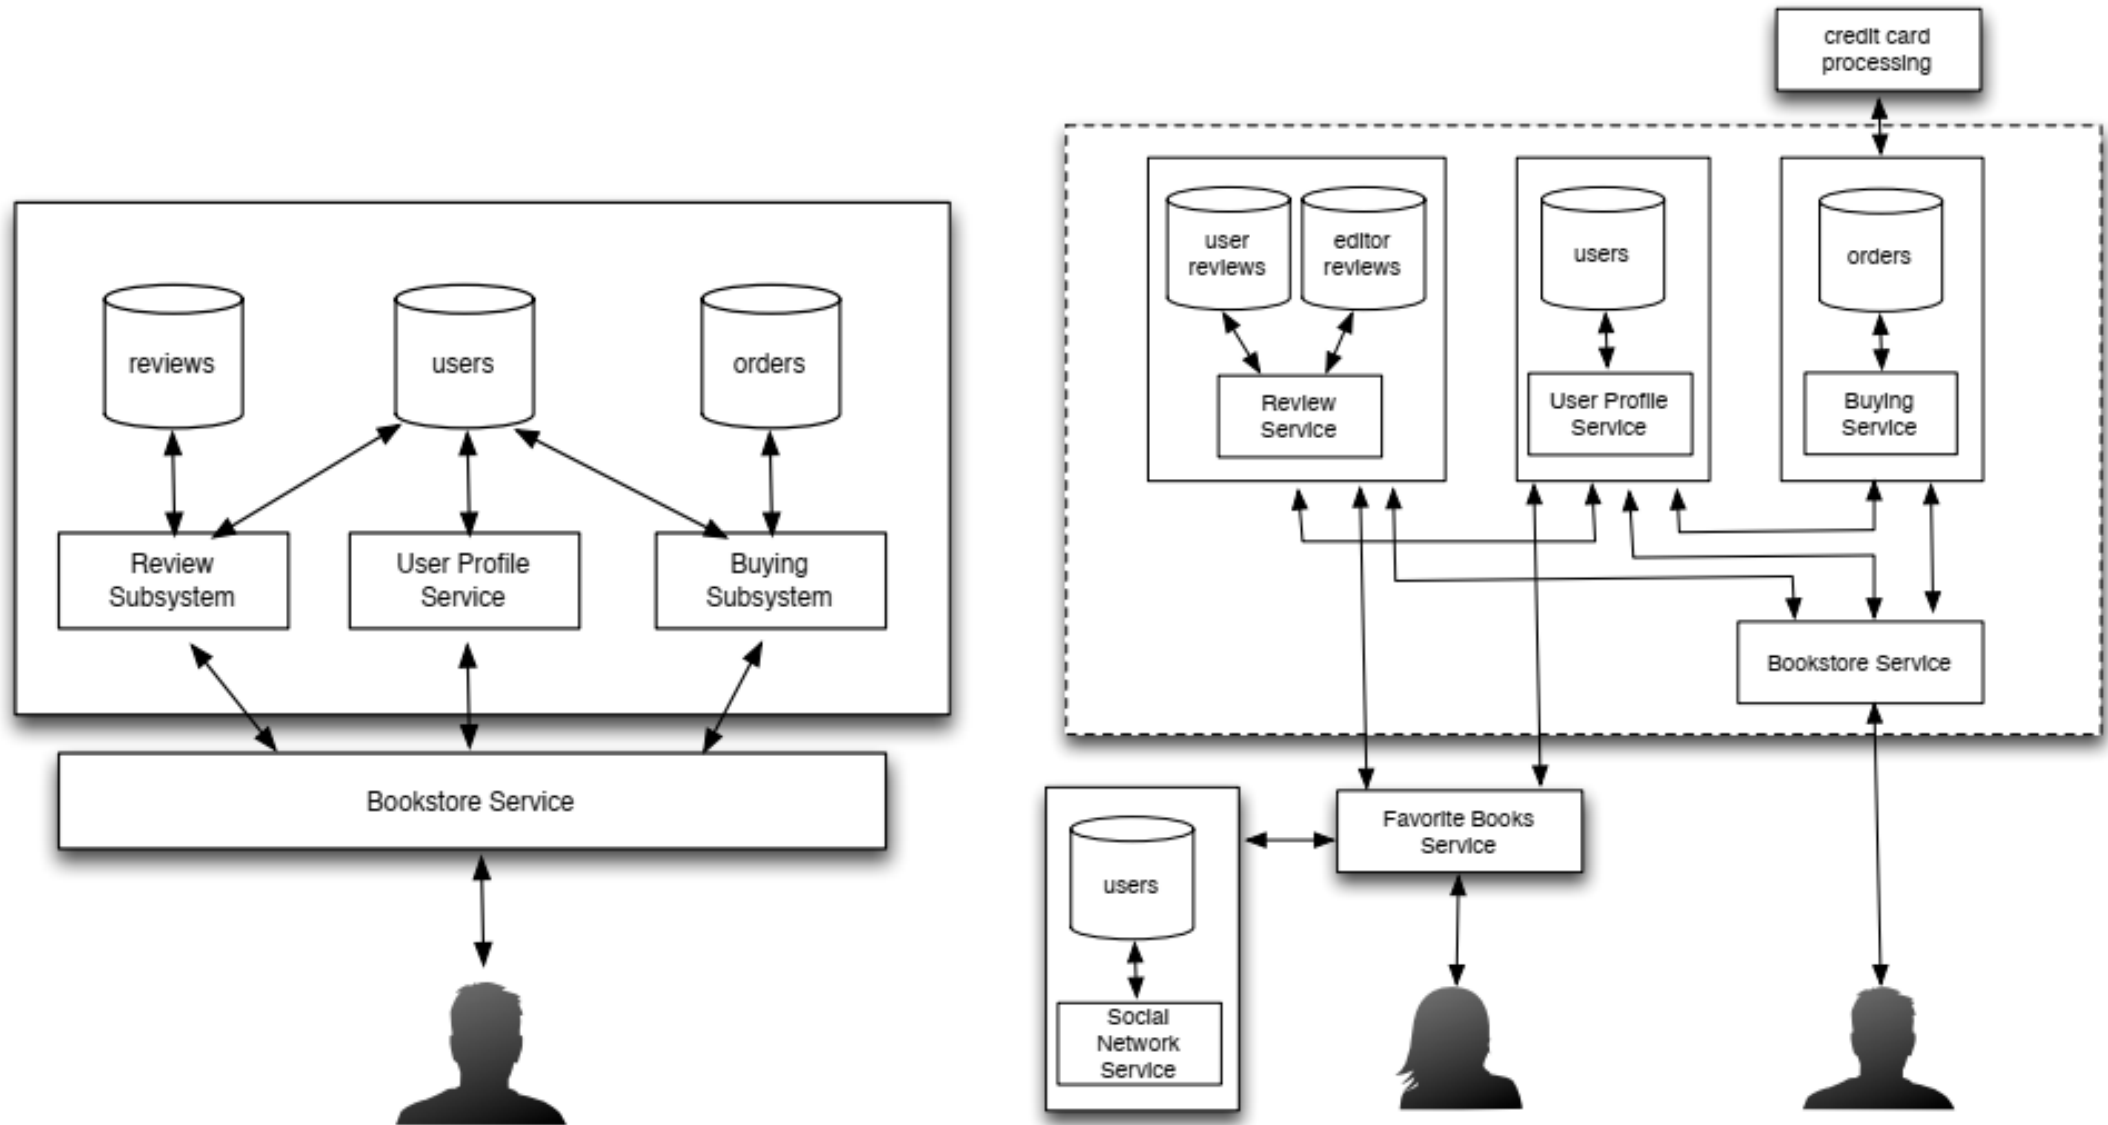 reviews
users
orders
Review
Subsystem
User Profile
Service
Buying
Subsystem
Bookstore Service
credit card
processing
user
reviews
editor
reviews
users
orders
Review
Service
User Profile
Service
Buying
Service
Bookstore Service
Favorite Books
Service
users
Social
Network
Service